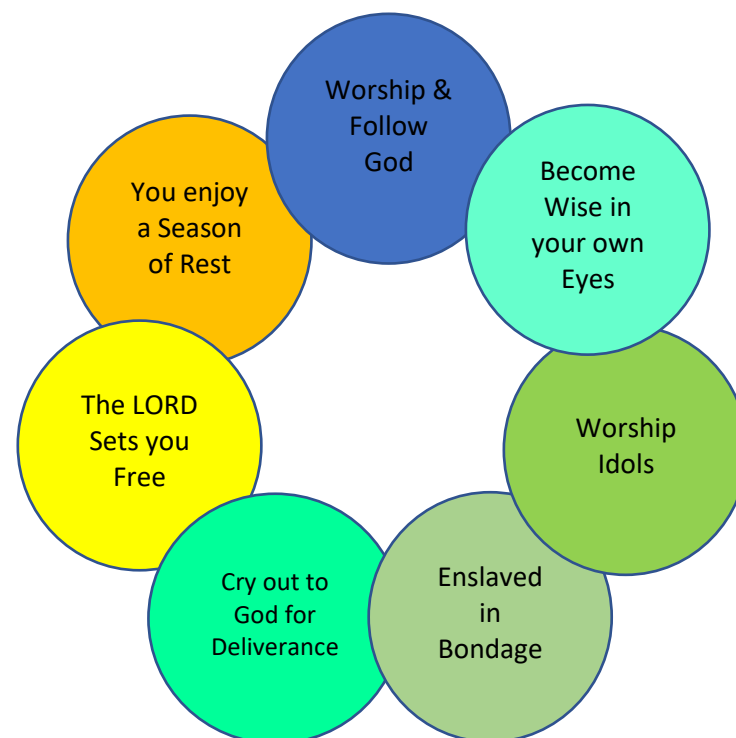 Worship &
Follow
God
Become
Wise in
your own
Eyes
Worship
Idols
Enslaved
in
Bondage
Cry out to
God for
Deliverance
The LORD
Sets you
Free
You enjoy
a Season
of Rest